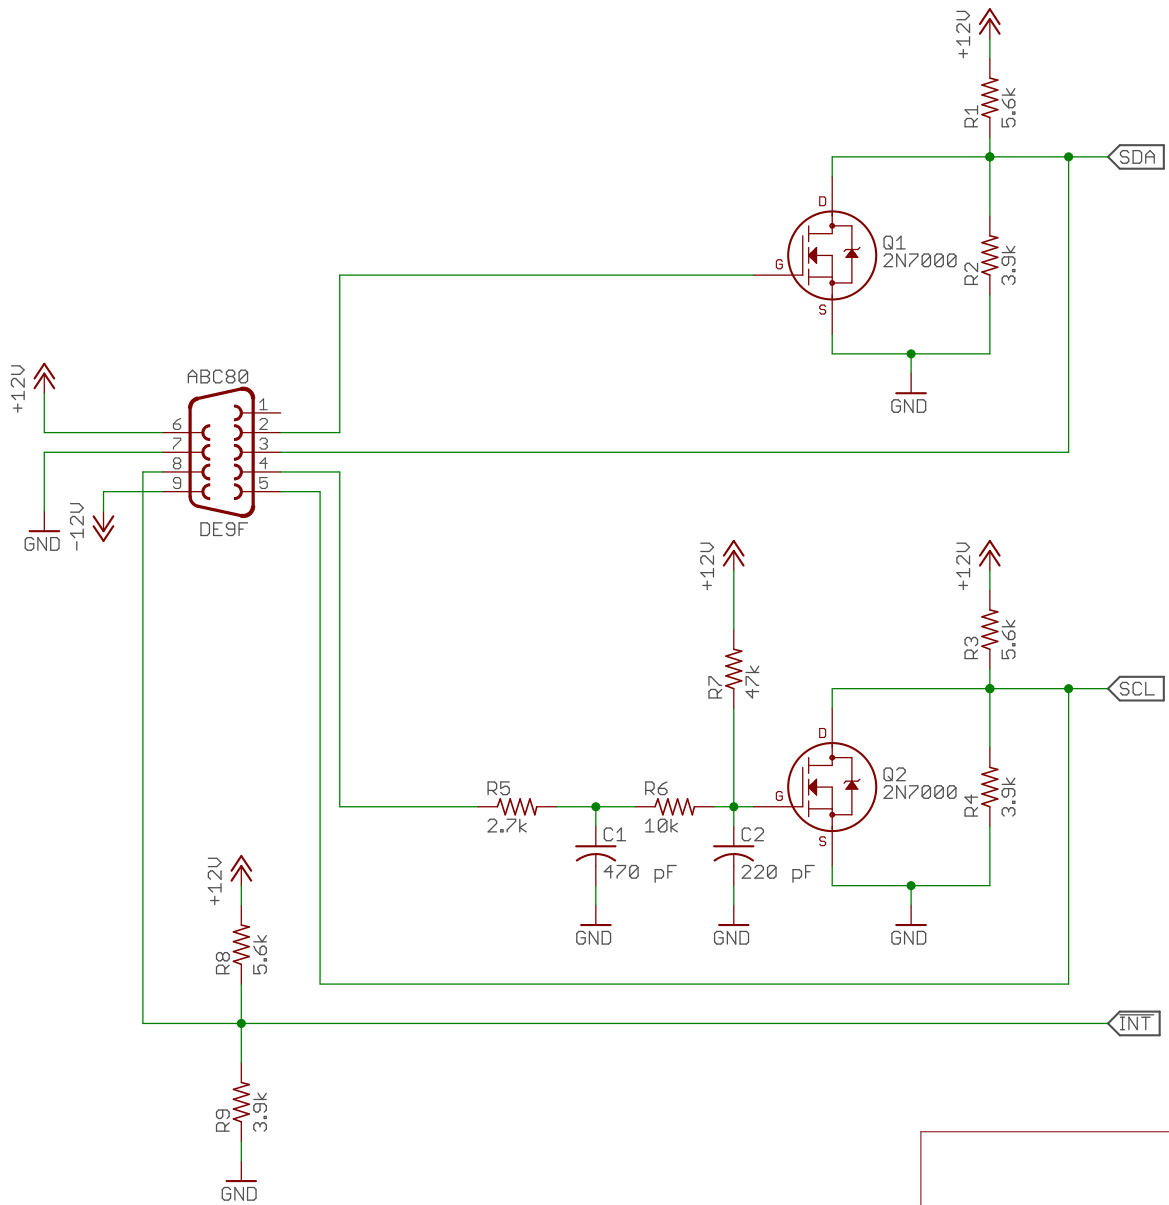 +12V
R1
5.6k
SDA
D
Q1
2N7000
G
S
R2
3.9k
GND
+12V
ABC80
1
6
2
7
3
8
4
9
5
GND
-12V
DE9F
+12V
R7
47k
+12V
R3
5.6k
SCL
D
Q2
2N7000
G
S
R4
3.9k
R5
2.7k
R6
10k
C1
470 pF
C2
220 pF
GND
GND
GND
+12V
R8
5.6k
INT
R9
3.9k
GND